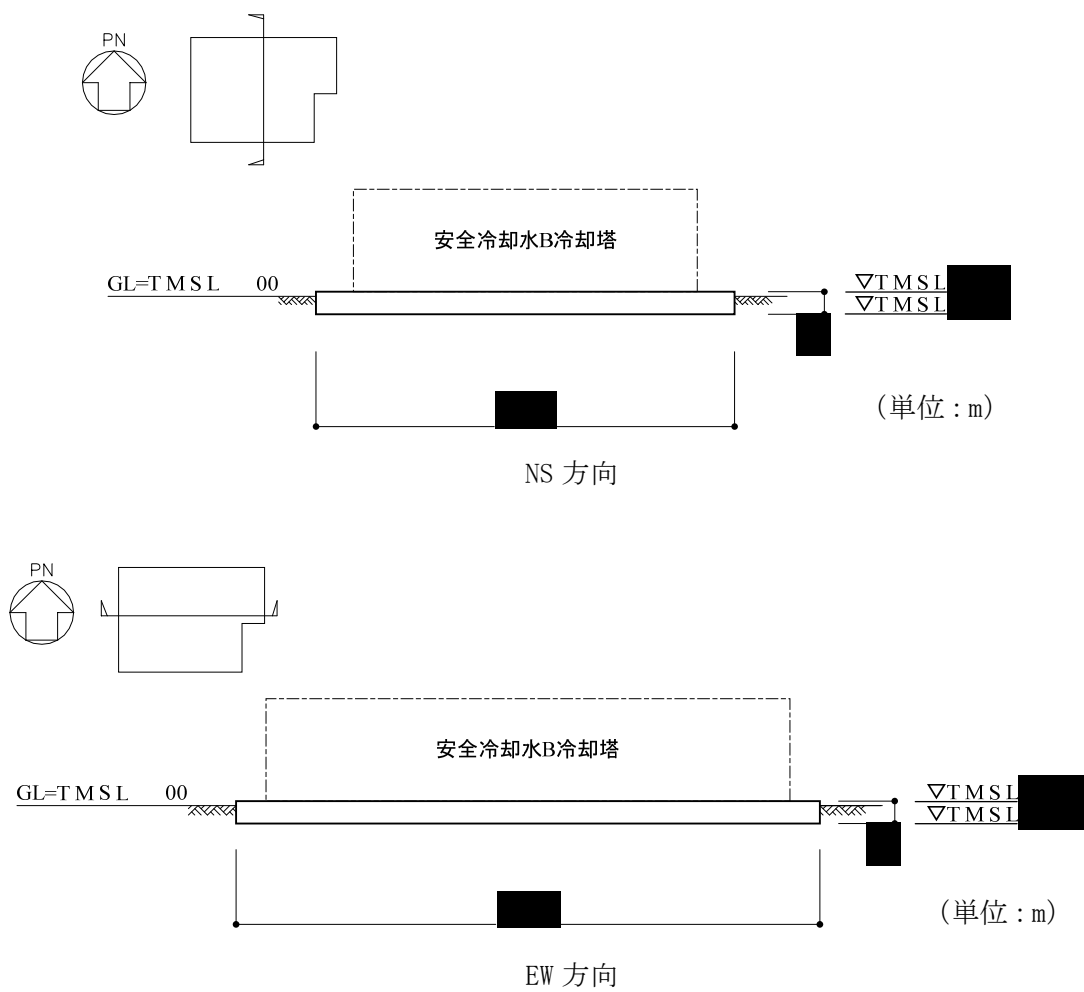 PN
安全冷却水B冷却塔
GL=TMSL 00
▽TMSL
▽TMSL
(単位:m)
NS 方向
PN
安全冷却水B冷却塔
GL=TMSL 00
▽TMSL
▽TMSL
(単位:m)
EW 方向